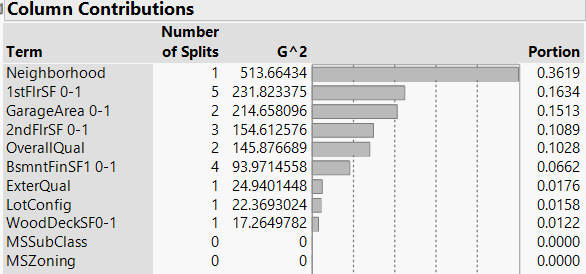 Column Contributions
Number
Term of Splits G^2 Portion
Neighborhood 1 513.66434 0.3619
1stFlrSF 0-1 5 231.823375 0.1634
GarageArea 0-1 2 214.658096 0.1513
2ndFlrSF 0-1 3 154.612576 0.1089
OverallQual 2 145.876689 0.1028
BsmntFinSF1 0-1 4 93.9714558 0.0662
ExterQual 1 24.9401448 0.0176
LotConfig 1 22.3693024 0.0158
WoodDeckSF0-1 1 17.2649782 0.0122
MSSubClass 0 0 0.0000
MSZoning 0 0 0.0000